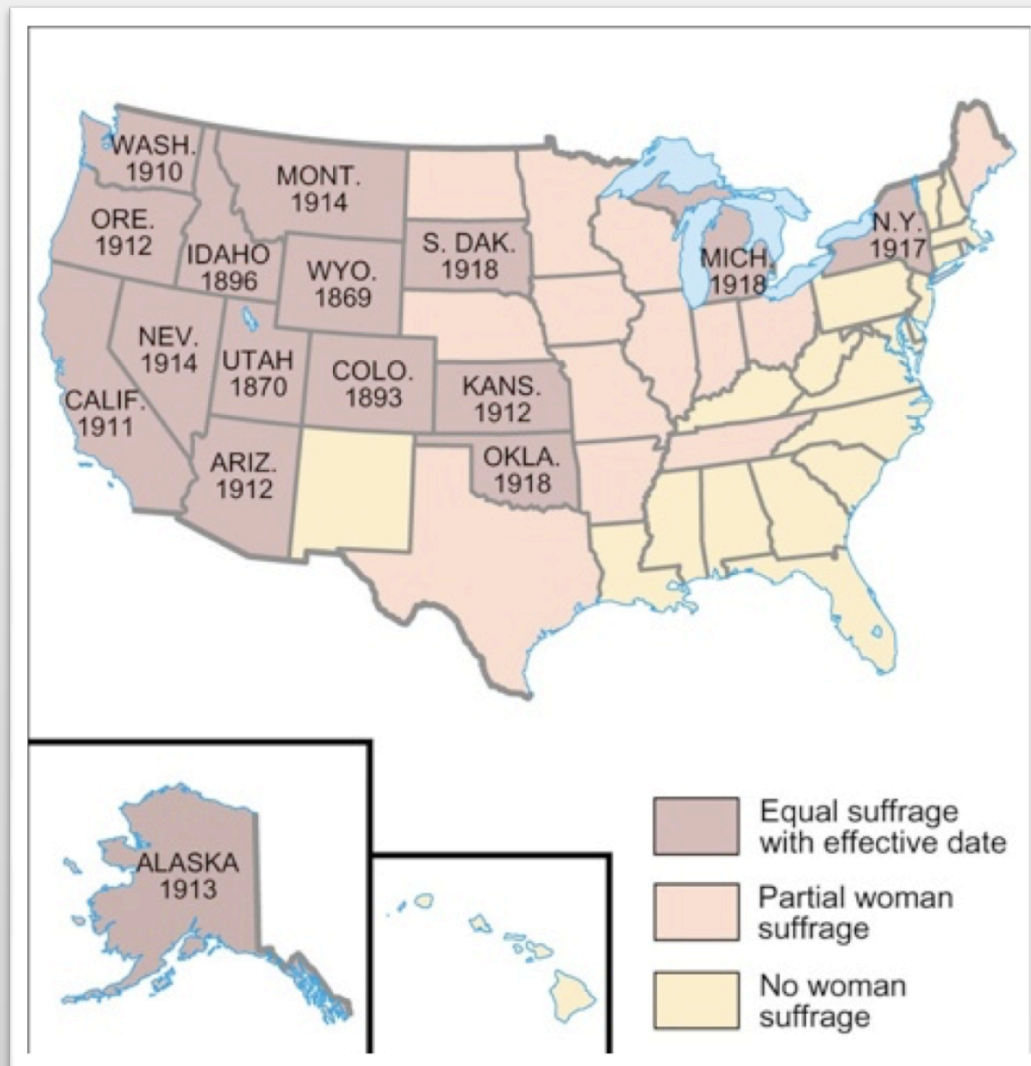 WASH.
1910
MONT.
1914
ORE.
1912
IDAHO
1896
WYO.
1869
S. DAK.
1918
MICH.
1918
N.Y.
1917
NEV.
1914
UTAH
1870
COLO.
1893
KANS.
1912
CALIF.
1911
ARIZ.
1912
OKLA.
1918
ALASKA
1913
Equal suffrage
with effective date
Partial woman
suffrage
No woman
suffrage